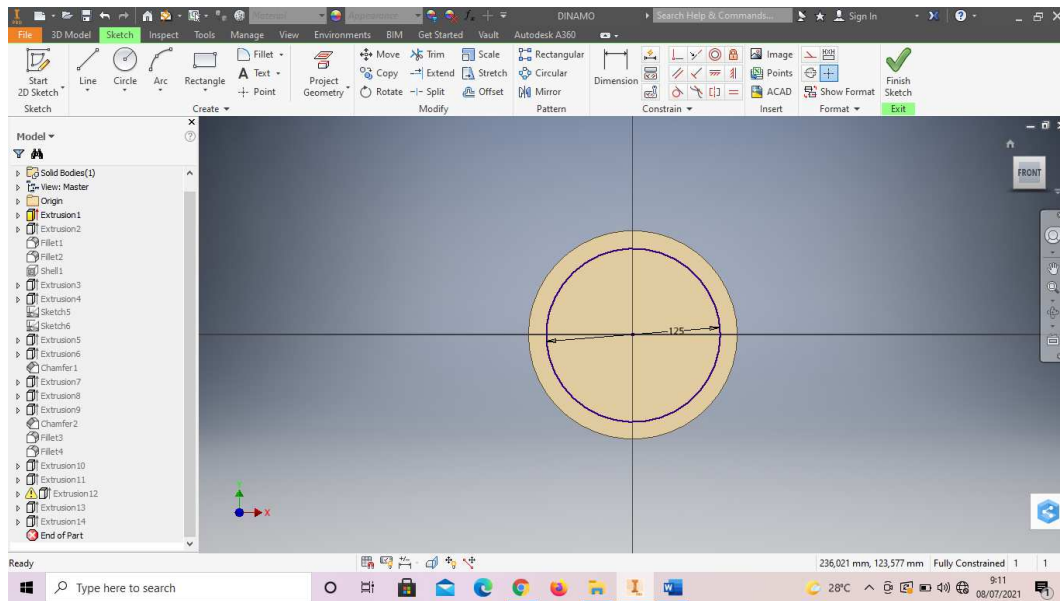 Material
Appearance
DINAMO
Search Help & Commands...
Sign In
PRO
File 3D Model Sketch Inspect Tools Manage View Environments BIM Get Started Vault Autodesk A360
Start
2D Sketch
Line
Circle
Arc
Rectangle
Fillet
Text
Point
Project
Geometry
Move
Copy
Rotate
Trim
Extend
Split
Scale
Stretch
Offset
Rectangular
Circular
Mirror
Dimension
Image
Points
ACAD
Show Format
Finish
Sketch
Sketch
Create
Modify
Pattern
Constrain
Insert
Format
Exit
Model
Solid Bodies(1)
View: Master
Origin
Extrusion1
Extrusion2
Fillet1
Fillet2
Shell1
Extrusion3
Extrusion4
Sketch5
Sketch6
Extrusion5
Extrusion6
Chamfer1
Extrusion7
Extrusion8
Extrusion9
Chamfer2
Fillet3
Fillet4
Extrusion10
Extrusion11
Extrusion12
Extrusion13
Extrusion14
End of Part
FRONT
125
X
Ready
236,021 mm, 123,577 mm Fully Constrained 1 1
Type here to search
28°C
9:11
08/07/2021